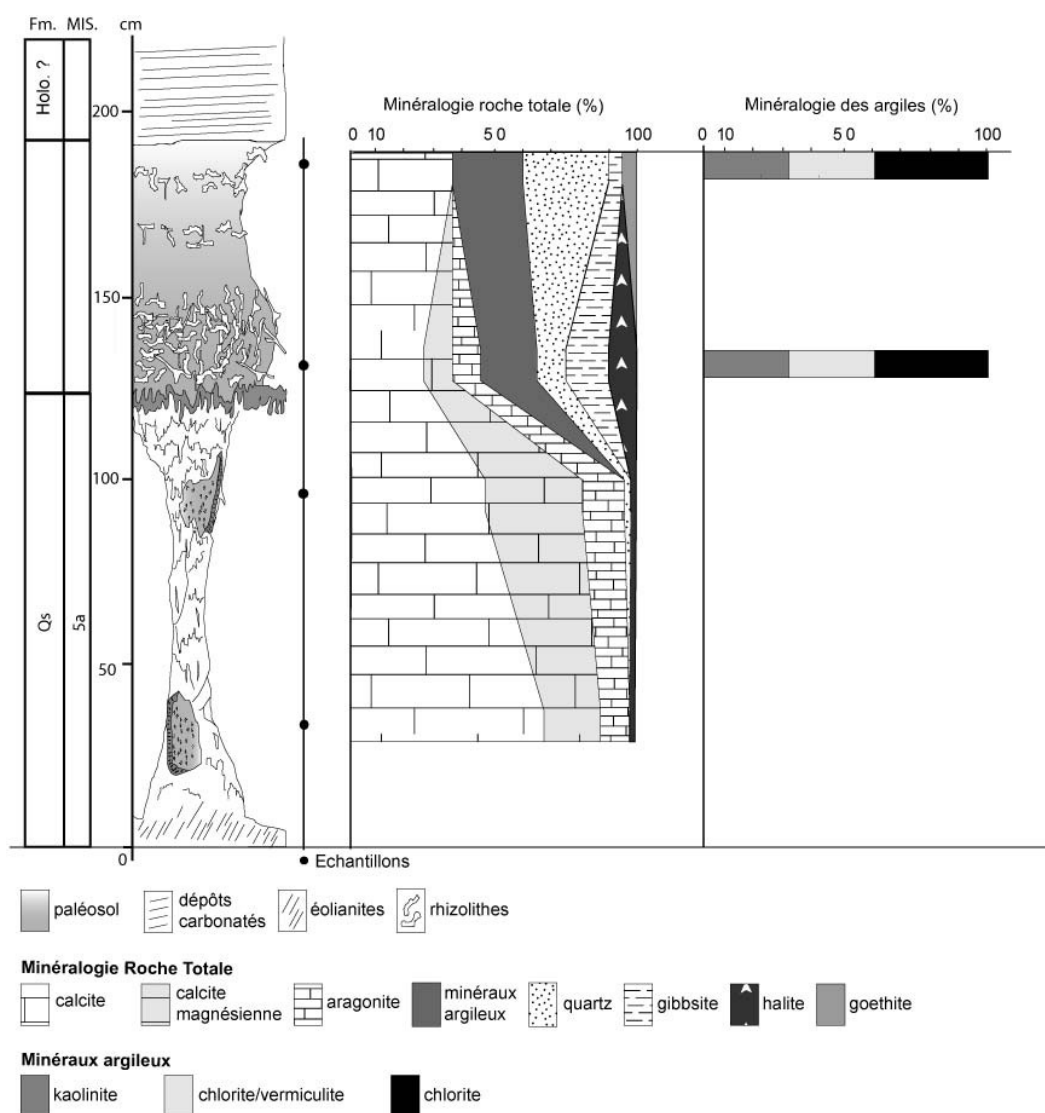 Fm. MIS. cm
Holo. ?
200
Qs
150
100
5a
50
0
Echantillons
Minéralogie roche totale (%)
0 10 50 100
Minéralogie des argiles (%)
0 10 50 100
paléosol
dépôts
carbonatés
éolianites
rhizolithes
Minéralogie Roche Totale
calcite
calcite
magnésienne
aragonite
minéraux
argileux
quartz
gibbsite
halite
goethite
Minéraux argileux
kaolinite
chlorite/vermiculite
chlorite